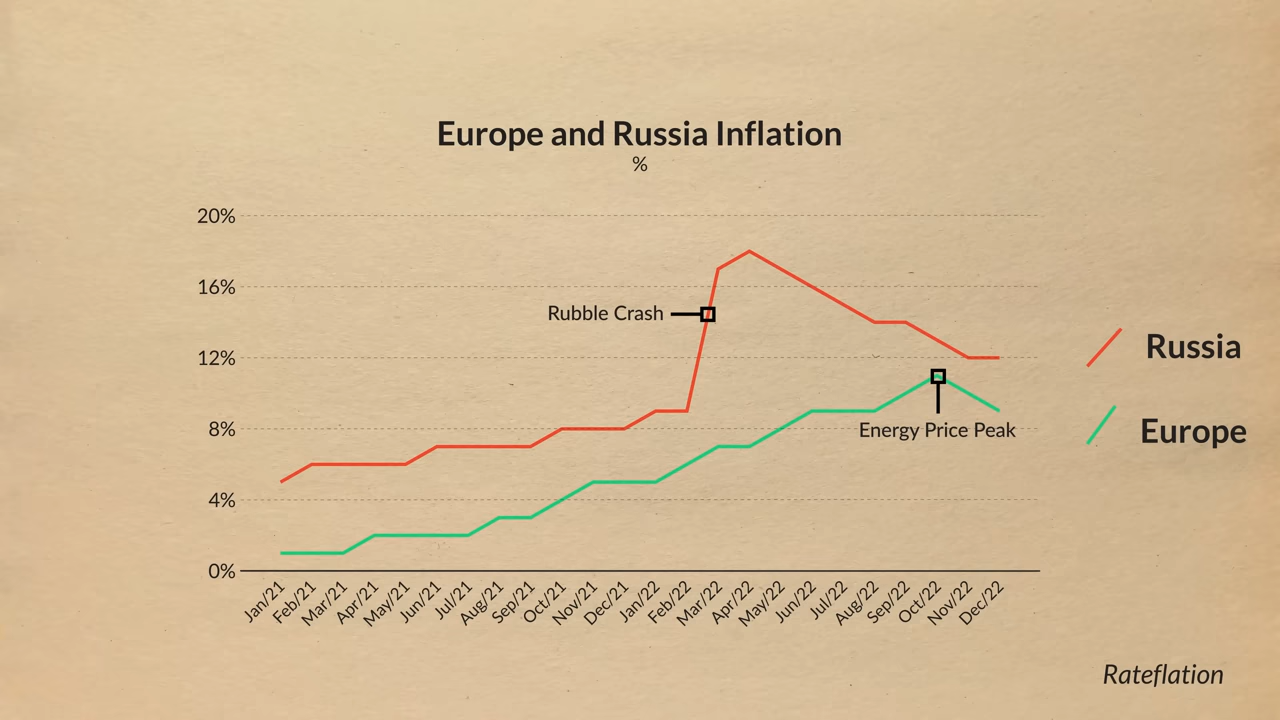 Europe and Russia Inflation
%
20%
16%
12%
8%
4%
0%
Rubble Crash
Energy Price Peak
Russia
Europe
Jan/21
Feb/21
Mar/21
Apr/21
May/21
Jun/21
Jul/21
Aug/21
Sep/21
Oct/21
Nov/21
Dec/21
Jan/22
Feb/22
Mar/22
Apr/22
May/22
Jun/22
Jul/22
Aug/22
Sep/22
Oct/22
Nov/22
Dec/22
Rateflation